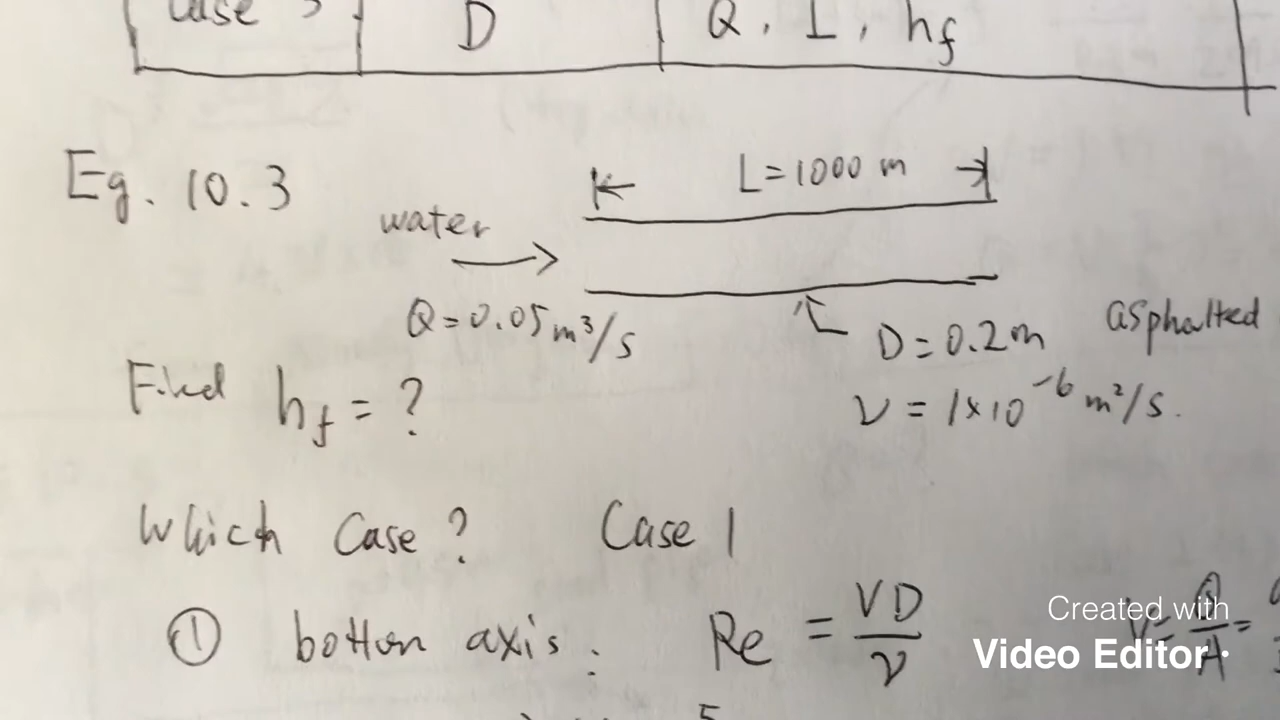 Case 3 D Q, L, hf
Eg. 10.3
L=1000 m
water
Q=0.05 m³/s
D=0.2m asphalted
ν = 1×10⁻⁶ m²/s.
Find hf = ?
Which Case? Case 1
① bottom axis: Re = VD/ν V= Q/A =
5
Created with
Video Editor